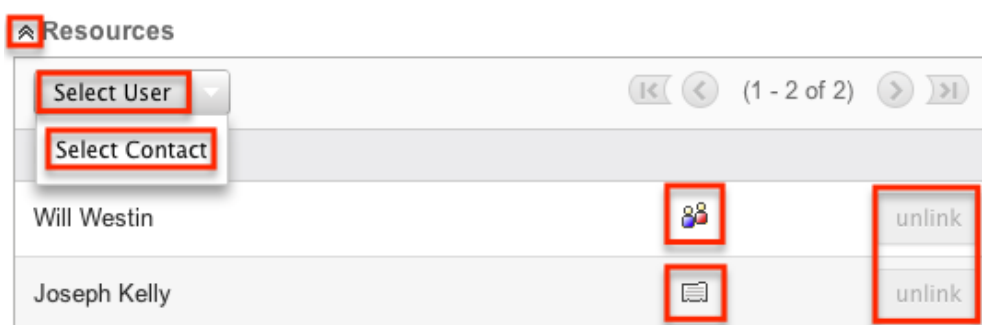 Resources
Select User
(1 - 2 of 2)
Select Contact
Will Westin
unlink
Joseph Kelly
unlink